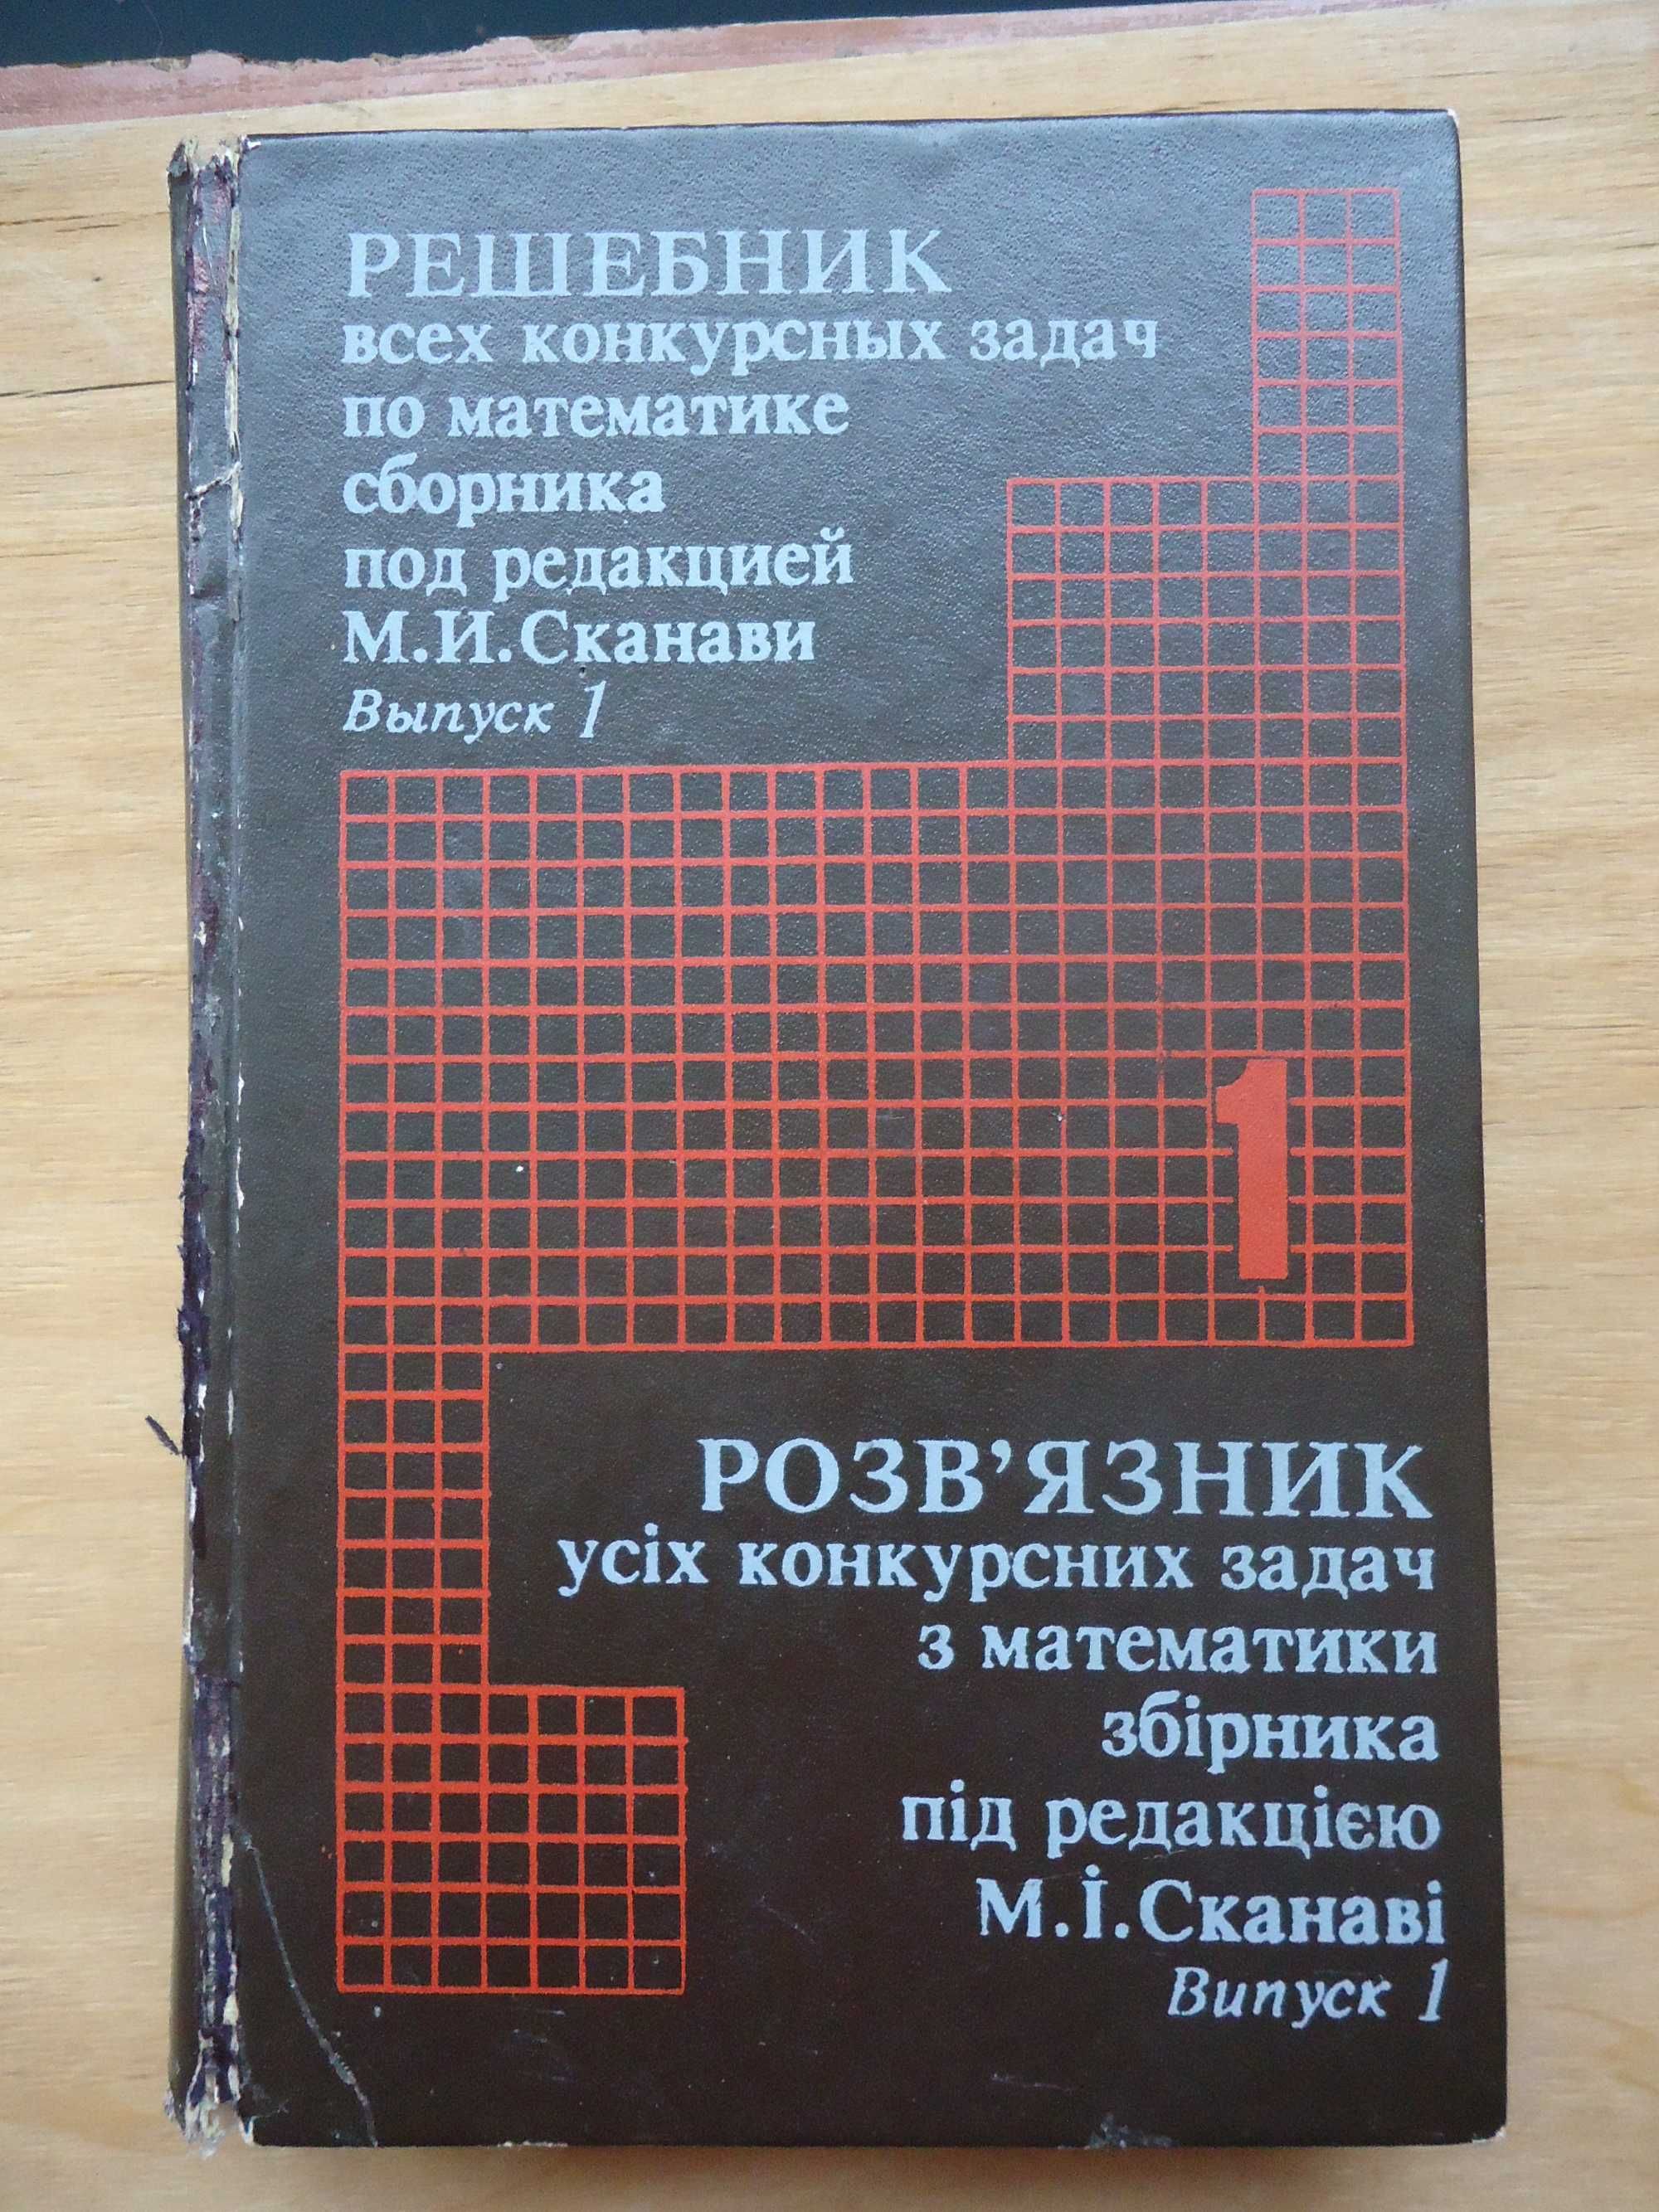 РЕШЕБНИК
всех конкурсных задач
по математике
сборника
под редакцией
М.И.Сканави
Выпуск 1
1
РОЗВ’ЯЗНИК
усіх конкурсних задач
з математики
збірника
під редакцією
М.І.Сканаві
Випуск 1